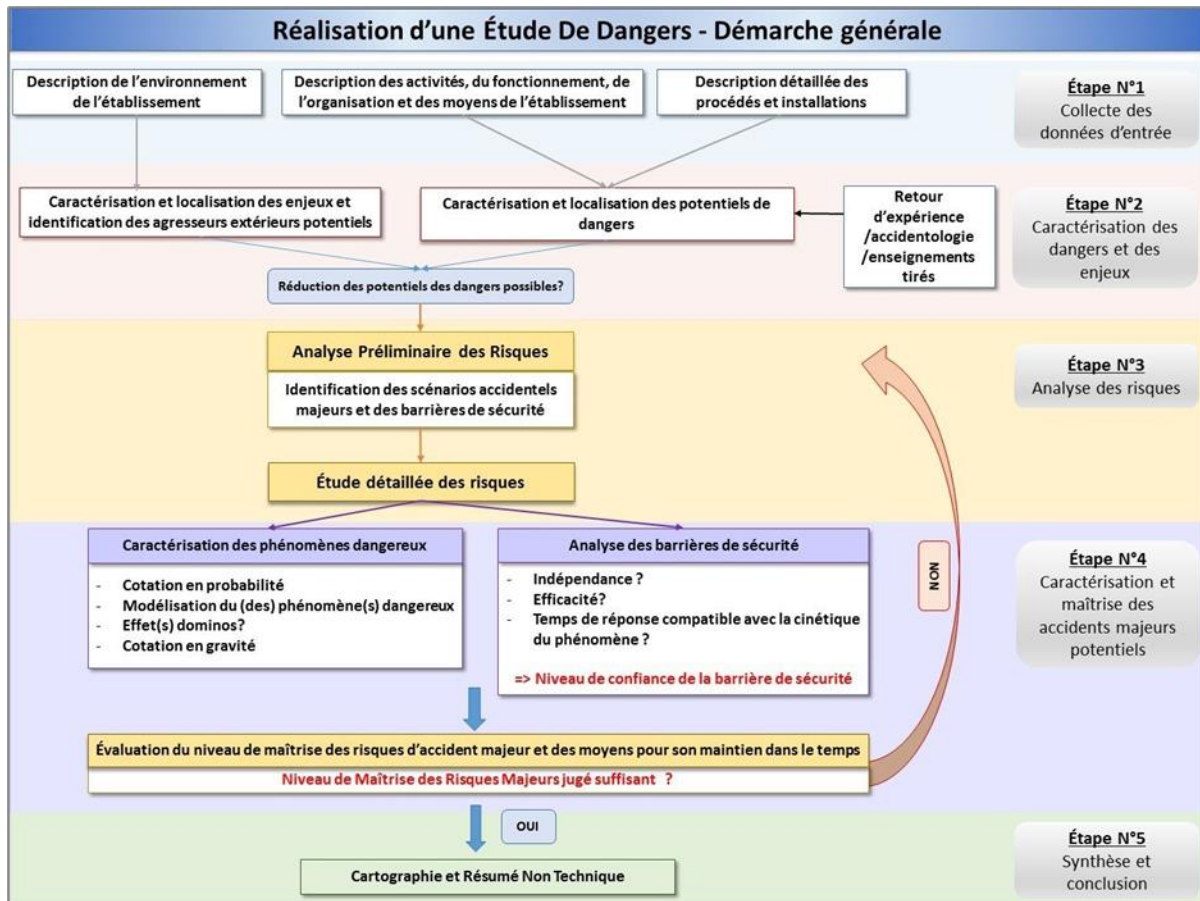 Réalisation d'une Étude De Dangers - Démarche générale
Description de l'environnement
de l'établissement
Description des activités, du fonctionnement, de
l'organisation et des moyens de l'établissement
Description détaillée des
procédés et installations
Étape N°1
Collecte des
données d'entrée
Caractérisation et localisation des enjeux et
identification des agresseurs extérieurs potentiels
Caractérisation et localisation des potentiels de
dangers
Retour
d'expérience
/accidentologie
/enseignements
tirés
Étape N°2
Caractérisation des
dangers et des
enjeux
Réduction des potentiels des dangers possibles?
Analyse Préliminaire des Risques
Identification des scénarios accidentels
majeurs et des barrières de sécurité
Étape N°3
Analyse des risques
Étude détaillée des risques
Caractérisation des phénomènes dangereux
- Cotation en probabilité
- Modélisation du (des) phénomène(s) dangereux
- Effet(s) dominos?
- Cotation en gravité
Analyse des barrières de sécurité
- Indépendance ?
- Efficacité?
- Temps de réponse compatible avec la cinétique
du phénomène ?
=> Niveau de confiance de la barrière de sécurité
NON
Étape N°4
Caractérisation et
maîtrise des
accidents majeurs
potentiels
Évaluation du niveau de maîtrise des risques d'accident majeur et des moyens pour son maintien dans le temps
Niveau de Maîtrise des Risques Majeurs jugé suffisant ?
OUI
Cartographie et Résumé Non Technique
Étape N°5
Synthèse et
conclusion